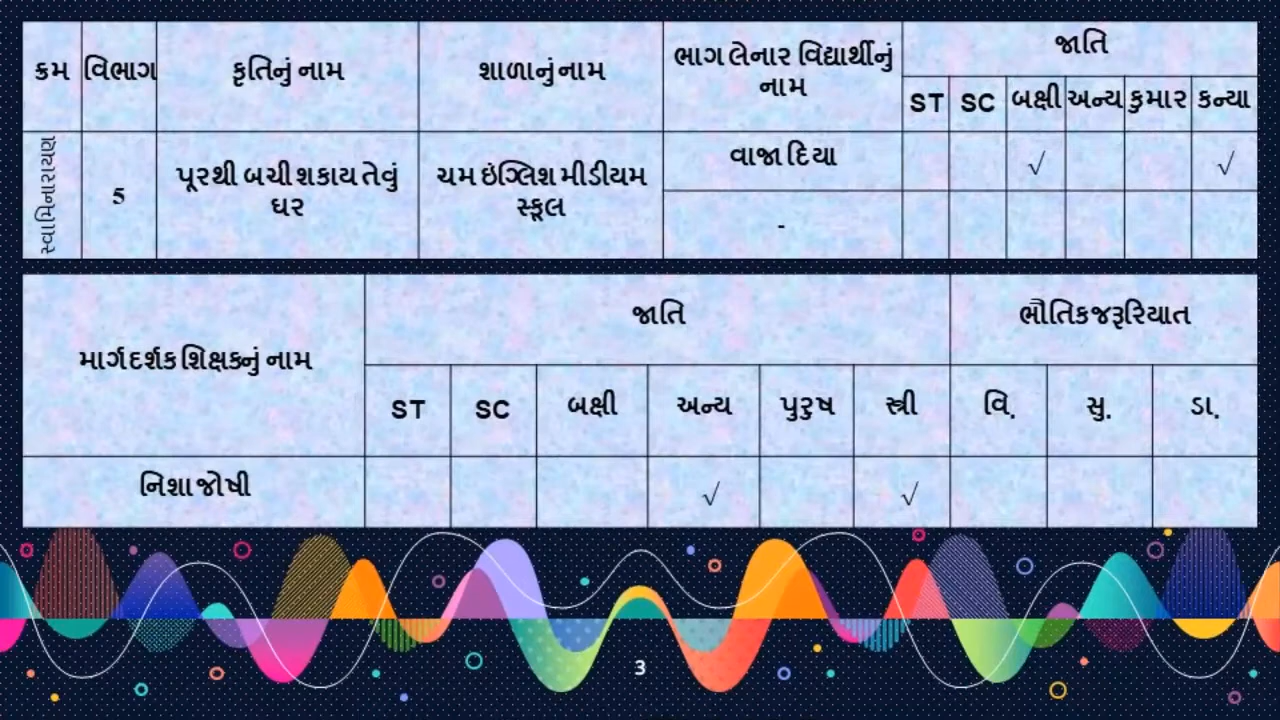 ક્રમ વિભાગ કૃતિનું નામ શાળાનું નામ ભાગ લેનાર વિદ્યાર્થીનું નામ જાતિ
ST SC બક્ષી અન્ય કુમાર કન્યા
સ્વામિનારાયણ 5 પૂરથી બચી શકાય તેવું ઘર ચમ ઇંગ્લિશ મીડીયમ સ્કૂલ વાજા દિયા √ √
-
માર્ગદર્શક શિક્ષકનું નામ જાતિ ભૌતિક જરૂરિયાત
ST SC બક્ષી અન્ય પુરુષ સ્ત્રી વિ. સુ. ડા.
નિશા જોષી √ √
3